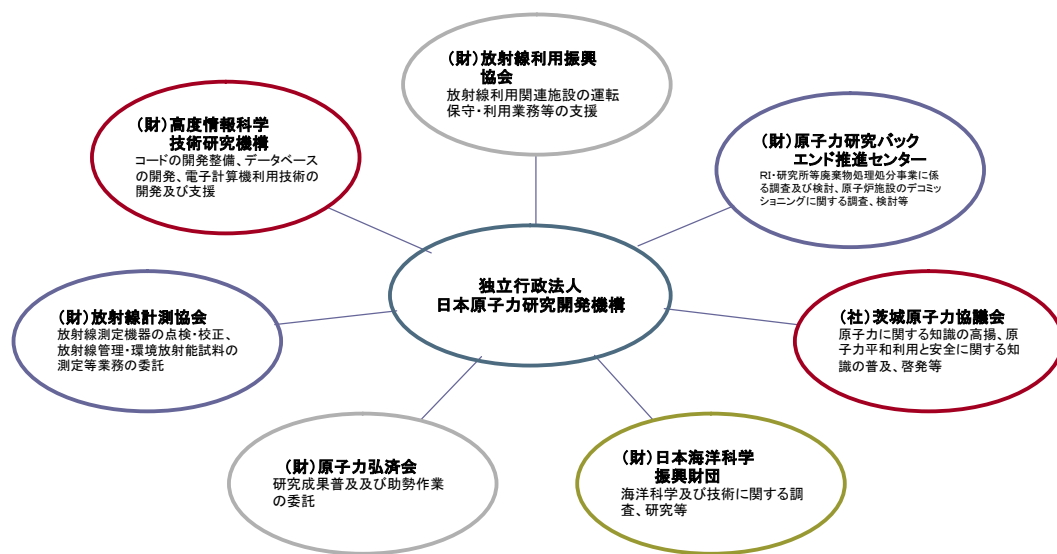 (財)放射線利用振興
協会
放射線利用関連施設の運転
保守・利用業務等の支援
(財)高度情報科学
技術研究機構
コードの開発整備、データベース
の開発、電子計算機利用技術の
開発及び支援
(財)原子力研究バック
エンド推進センター
RI・研究所等廃棄物処理処分事業に係
る調査及び検討、原子炉施設のデコミッ
ショニングに関する調査、検討等
独立行政法人
日本原子力研究開発機構
(財)放射線計測協会
放射線測定機器の点検・校正、
放射線管理・環境放射能試料の
測定等業務の委託
(社)茨城原子力協議会
原子力に関する知識の高揚、原
子力平和利用と安全に関する知
識の普及、啓発等
(財)原子力弘済会
研究成果普及及び助勢作業
の委託
(財)日本海洋科学
振興財団
海洋科学及び技術に関する調
査、研究等